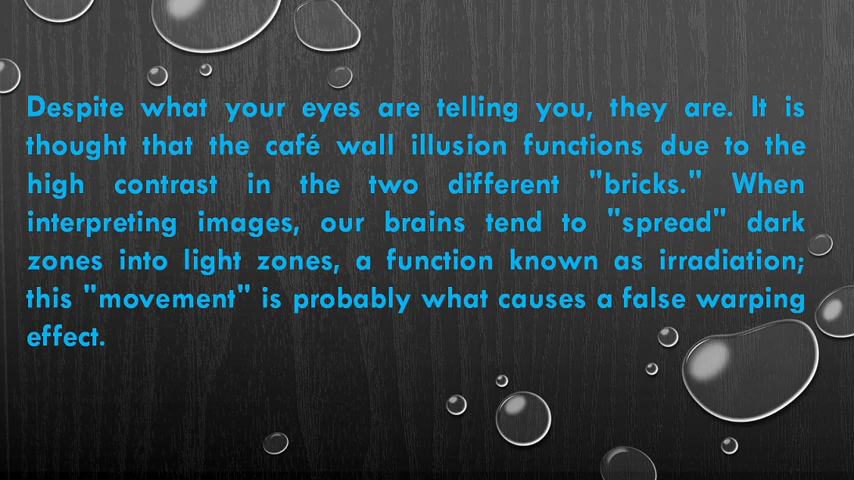 Despite what your eyes are telling you, they are. It is
thought that the café wall illusion functions due to the
high contrast in the two different "bricks." When
interpreting images, our brains tend to "spread" dark
zones into light zones, a function known as irradiation;
this "movement" is probably what causes a false warping
effect.